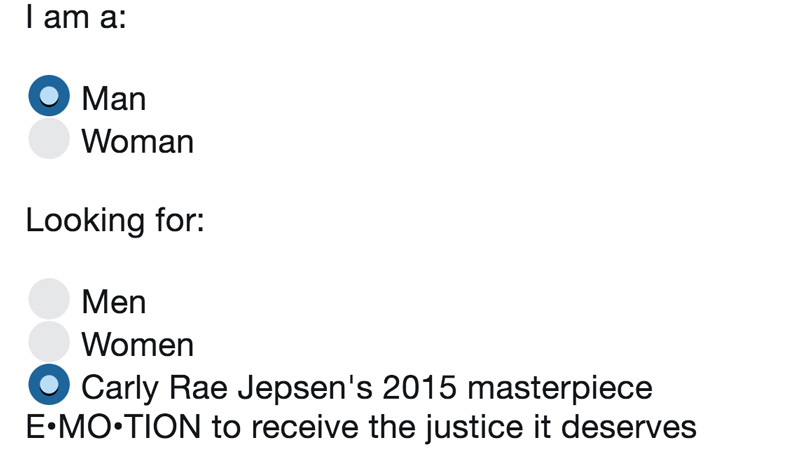 I am a:
Man
Woman
Looking for:
Men
Women
Carly Rae Jepsen's 2015 masterpiece
E•MO•TION to receive the justice it deserves